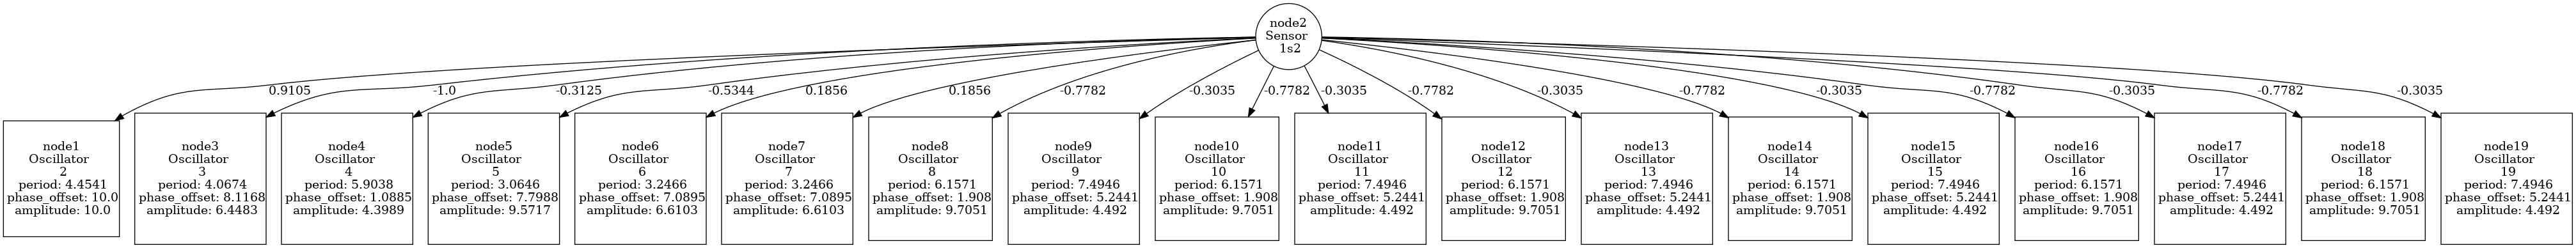 node2
Sensor
1s2
0.9105
-1.0
-0.3125
-0.5344
0.1856
0.1856
-0.7782
-0.3035
-0.7782
-0.3035
-0.7782
-0.3035
-0.7782
-0.3035
-0.7782
-0.3035
-0.7782
-0.3035
node1
Oscillator
2
period: 4.4541
phase_offset: 10.0
amplitude: 10.0
node3
Oscillator
3
period: 4.0674
phase_offset: 8.1168
amplitude: 6.4483
node4
Oscillator
4
period: 5.9038
phase_offset: 1.0885
amplitude: 4.3989
node5
Oscillator
5
period: 3.0646
phase_offset: 7.7988
amplitude: 9.5717
node6
Oscillator
6
period: 3.2466
phase_offset: 7.0895
amplitude: 6.6103
node7
Oscillator
7
period: 3.2466
phase_offset: 7.0895
amplitude: 6.6103
node8
Oscillator
8
period: 6.1571
phase_offset: 1.908
amplitude: 9.7051
node9
Oscillator
9
period: 7.4946
phase_offset: 5.2441
amplitude: 4.492
node10
Oscillator
10
period: 6.1571
phase_offset: 1.908
amplitude: 9.7051
node11
Oscillator
11
period: 7.4946
phase_offset: 5.2441
amplitude: 4.492
node12
Oscillator
12
period: 6.1571
phase_offset: 1.908
amplitude: 9.7051
node13
Oscillator
13
period: 7.4946
phase_offset: 5.2441
amplitude: 4.492
node14
Oscillator
14
period: 6.1571
phase_offset: 1.908
amplitude: 9.7051
node15
Oscillator
15
period: 7.4946
phase_offset: 5.2441
amplitude: 4.492
node16
Oscillator
16
period: 6.1571
phase_offset: 1.908
amplitude: 9.7051
node17
Oscillator
17
period: 7.4946
phase_offset: 5.2441
amplitude: 4.492
node18
Oscillator
18
period: 6.1571
phase_offset: 1.908
amplitude: 9.7051
node19
Oscillator
19
period: 7.4946
phase_offset: 5.2441
amplitude: 4.492